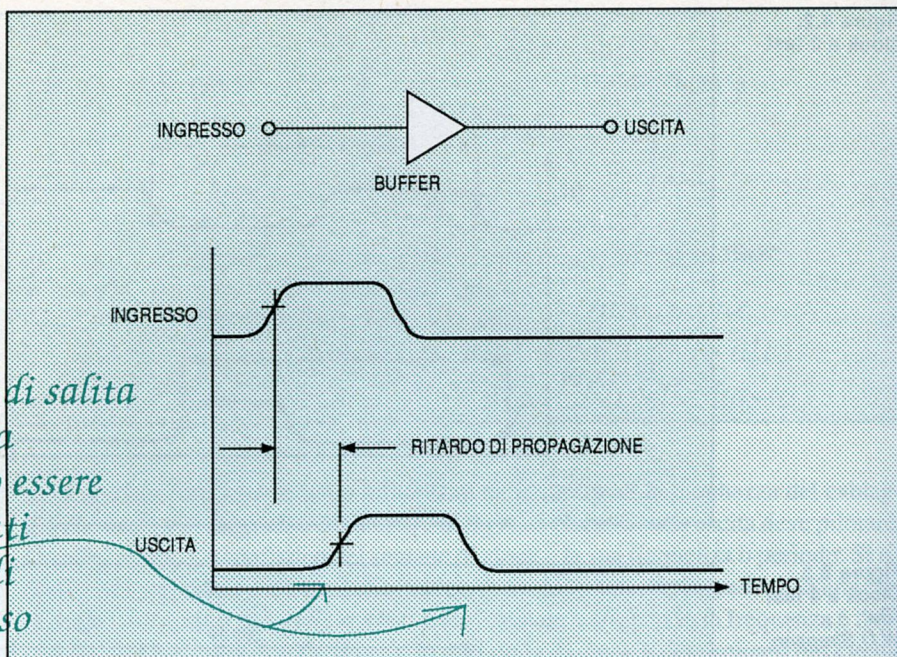 INGRESSO
USCITA
BUFFER
INGRESSO
di salita
RITARDO DI PROPAGAZIONE
essere
USCITA
TEMPO